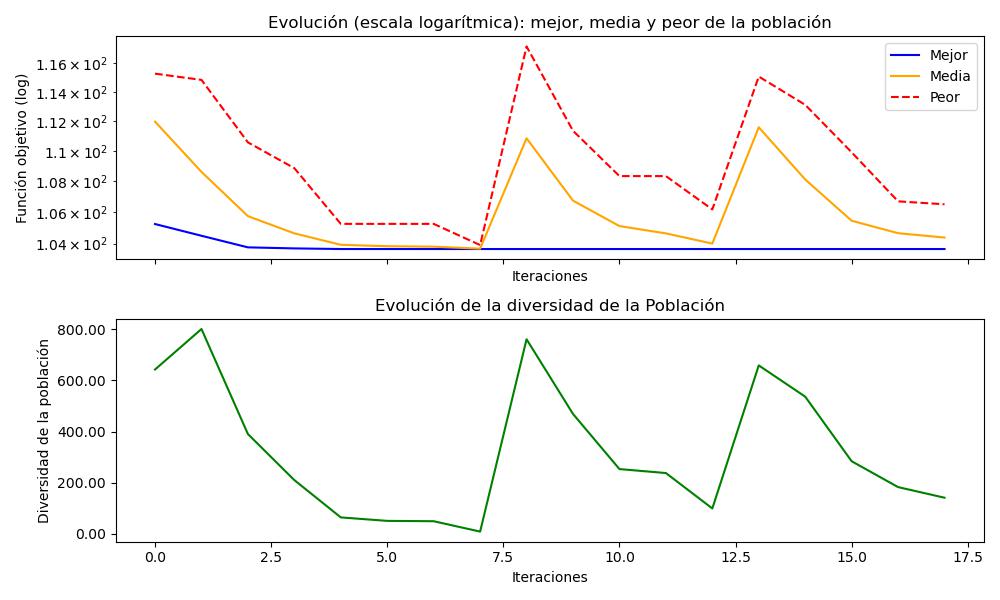 Evolución (escala logarítmica): mejor, media y peor de la población
Función objetivo (log)
1.16 × 10²
1.14 × 10²
1.12 × 10²
1.1 × 10²
1.08 × 10²
1.06 × 10²
1.04 × 10²
Mejor
Media
Peor
Iteraciones
Evolución de la diversidad de la Población
Diversidad de la población
800.00
600.00
400.00
200.00
0.00
0.0 2.5 5.0 7.5 10.0 12.5 15.0 17.5
Iteraciones